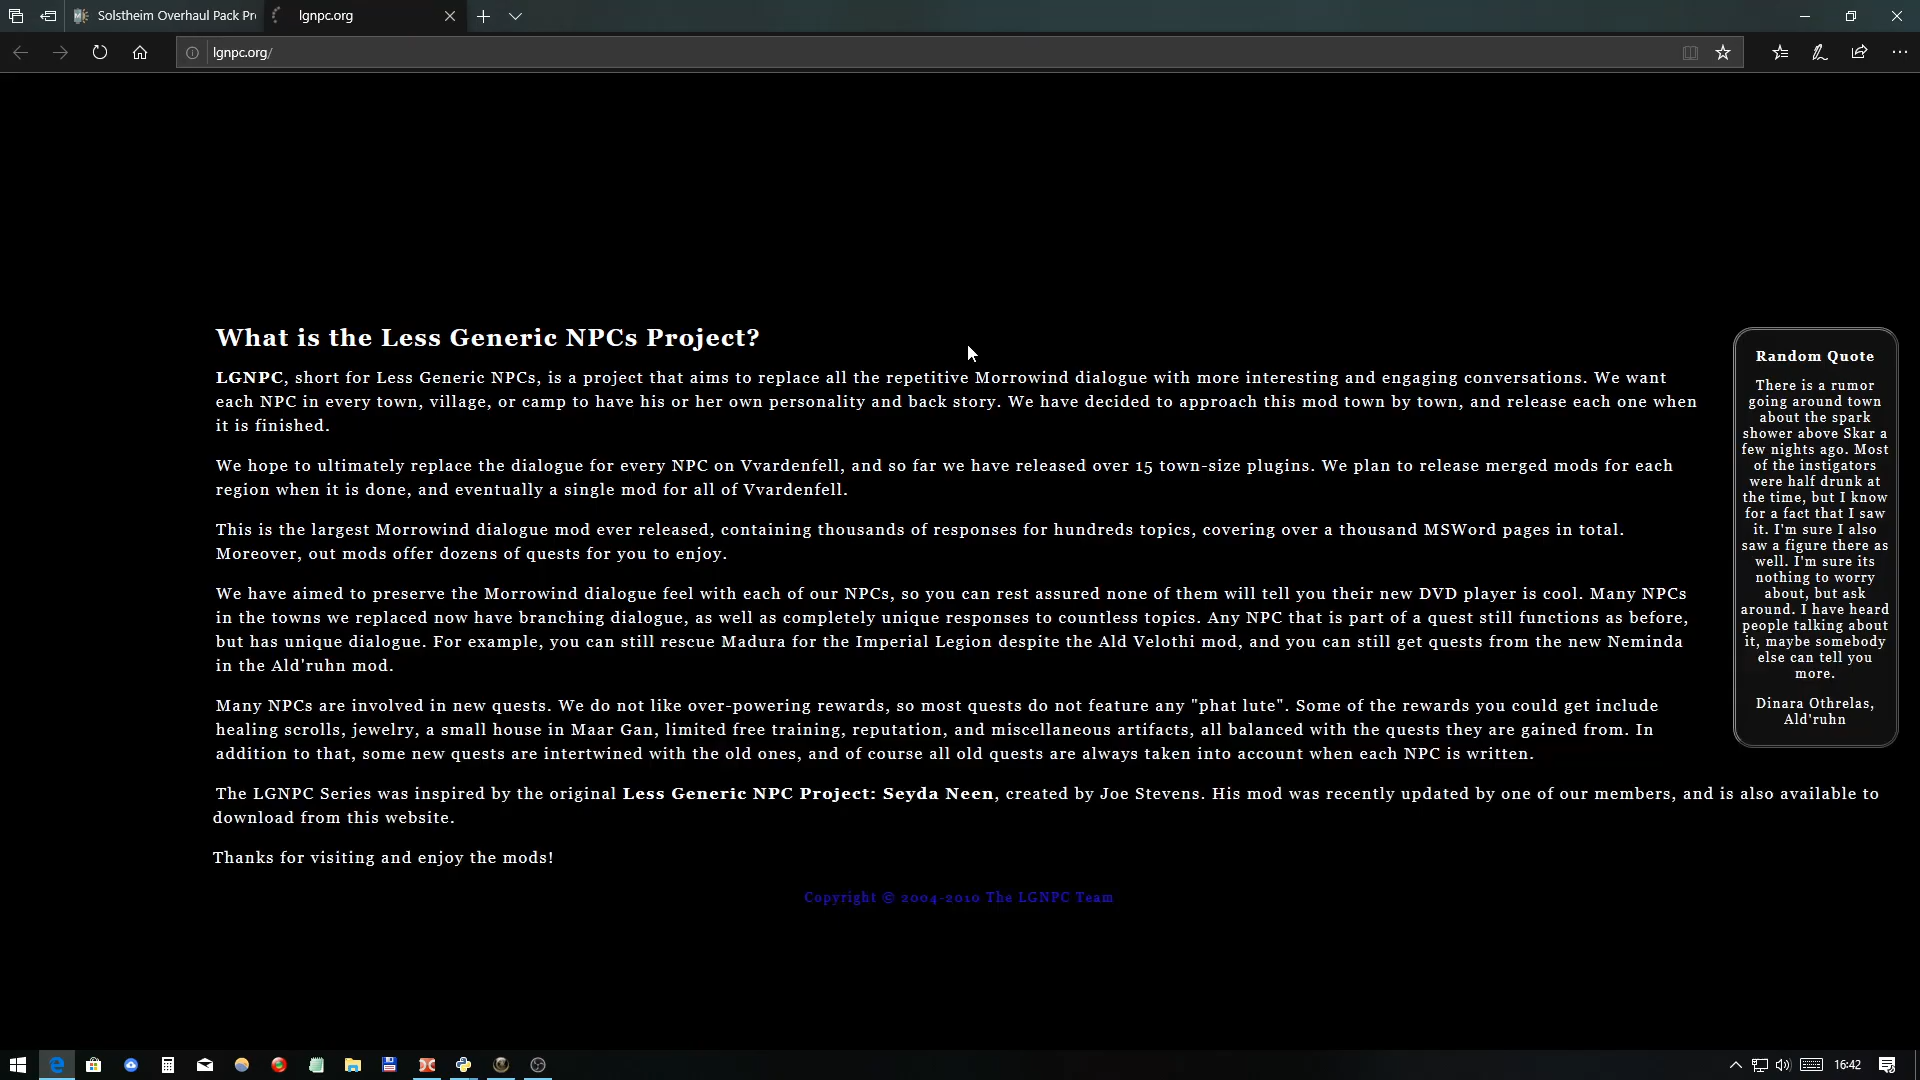 Solstheim Overhaul Pack Pr
lgnpc.org
lgnpc.org/
What is the Less Generic NPCs Project?
LGNPC, short for Less Generic NPCs, is a project that aims to replace all the repetitive Morrowind dialogue with more interesting and engaging conversations. We want
each NPC in every town, village, or camp to have his or her own personality and back story. We have decided to approach this mod town by town, and release each one when
it is finished.
We hope to ultimately replace the dialogue for every NPC on Vvardenfell, and so far we have released over 15 town-size plugins. We plan to release merged mods for each
region when it is done, and eventually a single mod for all of Vvardenfell.
This is the largest Morrowind dialogue mod ever released, containing thousands of responses for hundreds topics, covering over a thousand MSWord pages in total.
Moreover, out mods offer dozens of quests for you to enjoy.
We have aimed to preserve the Morrowind dialogue feel with each of our NPCs, so you can rest assured none of them will tell you their new DVD player is cool. Many NPCs
in the towns we replaced now have branching dialogue, as well as completely unique responses to countless topics. Any NPC that is part of a quest still functions as before,
but has unique dialogue. For example, you can still rescue Madura for the Imperial Legion despite the Ald Velothi mod, and you can still get quests from the new Neminda
in the Ald'ruhn mod.
Many NPCs are involved in new quests. We do not like over-powering rewards, so most quests do not feature any "phat lute". Some of the rewards you could get include
healing scrolls, jewelry, a small house in Maar Gan, limited free training, reputation, and miscellaneous artifacts, all balanced with the quests they are gained from. In
addition to that, some new quests are intertwined with the old ones, and of course all old quests are always taken into account when each NPC is written.
The LGNPC Series was inspired by the original Less Generic NPC Project: Seyda Neen, created by Joe Stevens. His mod was recently updated by one of our members, and is also available to
download from this website.
Thanks for visiting and enjoy the mods!
Copyright © 2004-2010 The LGNPC Team
Random Quote
There is a rumor
going around town
about the spark
shower above Skar a
few nights ago. Most
of the instigators
were half drunk at
the time, but I know
for a fact that I saw
it. I'm sure I also
saw a figure there as
well. I'm sure its
nothing to worry
about, but ask
around. I have heard
people talking about
it, maybe somebody
else can tell you
more.
Dinara Othrelas,
Ald'ruhn
16:42